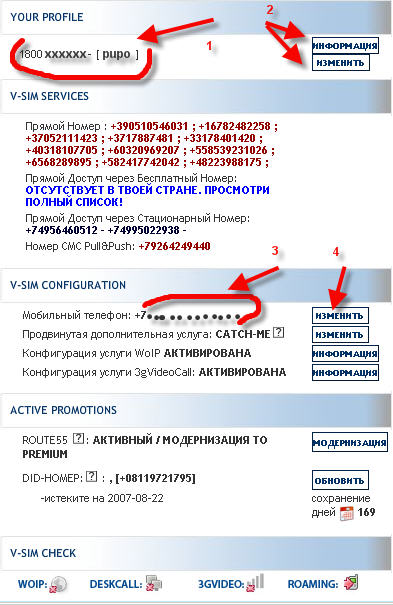 YOUR PROFILE
2
1800 xxxxxx- [ pupo ]
1
ИНФОРМАЦИЯ
ИЗМЕНИТЬ
V-SIM SERVICES
Прямой Номер : +390510546031 ; +16782482258 ;
+37052111423 ; +3717887481 ; +33178401420 ;
+40318107705 ; +60320969207 ; +558539231026 ;
+6568289895 ; +582417742042 ; +48223988175 ;
Прямой Доступ через Бесплатный Номер:
ОТСУТСТВУЕТ В ТВОЕЙ СТРАНЕ. ПРОСМОТРИ
ПОЛНЫЙ СПИСОК!
Прямой Доступ через Стационарный Номер:
+74956460512 - +74995022938 -
Номер СМС Pull&Push: +79264249440
3
4
V-SIM CONFIGURATION
Мобильный телефон: +7
ИЗМЕНИТЬ
Продвинутая дополнительная услуга: CATCH-ME ?
ИЗМЕНИТЬ
Конфигурация услуги WoIP АКТИВИРОВАНА
ИНФОРМАЦИЯ
Конфигурация услуги 3gVideoCall: АКТИВИРОВАНА
ИНФОРМАЦИЯ
ACTIVE PROMOTIONS
ROUTE55 ? : АКТИВНЫЙ / МОДЕРНИЗАЦИЯ TO
PREMIUM
МОДЕРНИЗАЦИЯ
DID-НОМЕР: ? : , [+08119721795]
ОБНОВИТЬ
-истеките на 2007-08-22
сохранение
дней 169
V-SIM CHECK
WOIP: DESKCALL: 3GVIDEO: ROAMING: